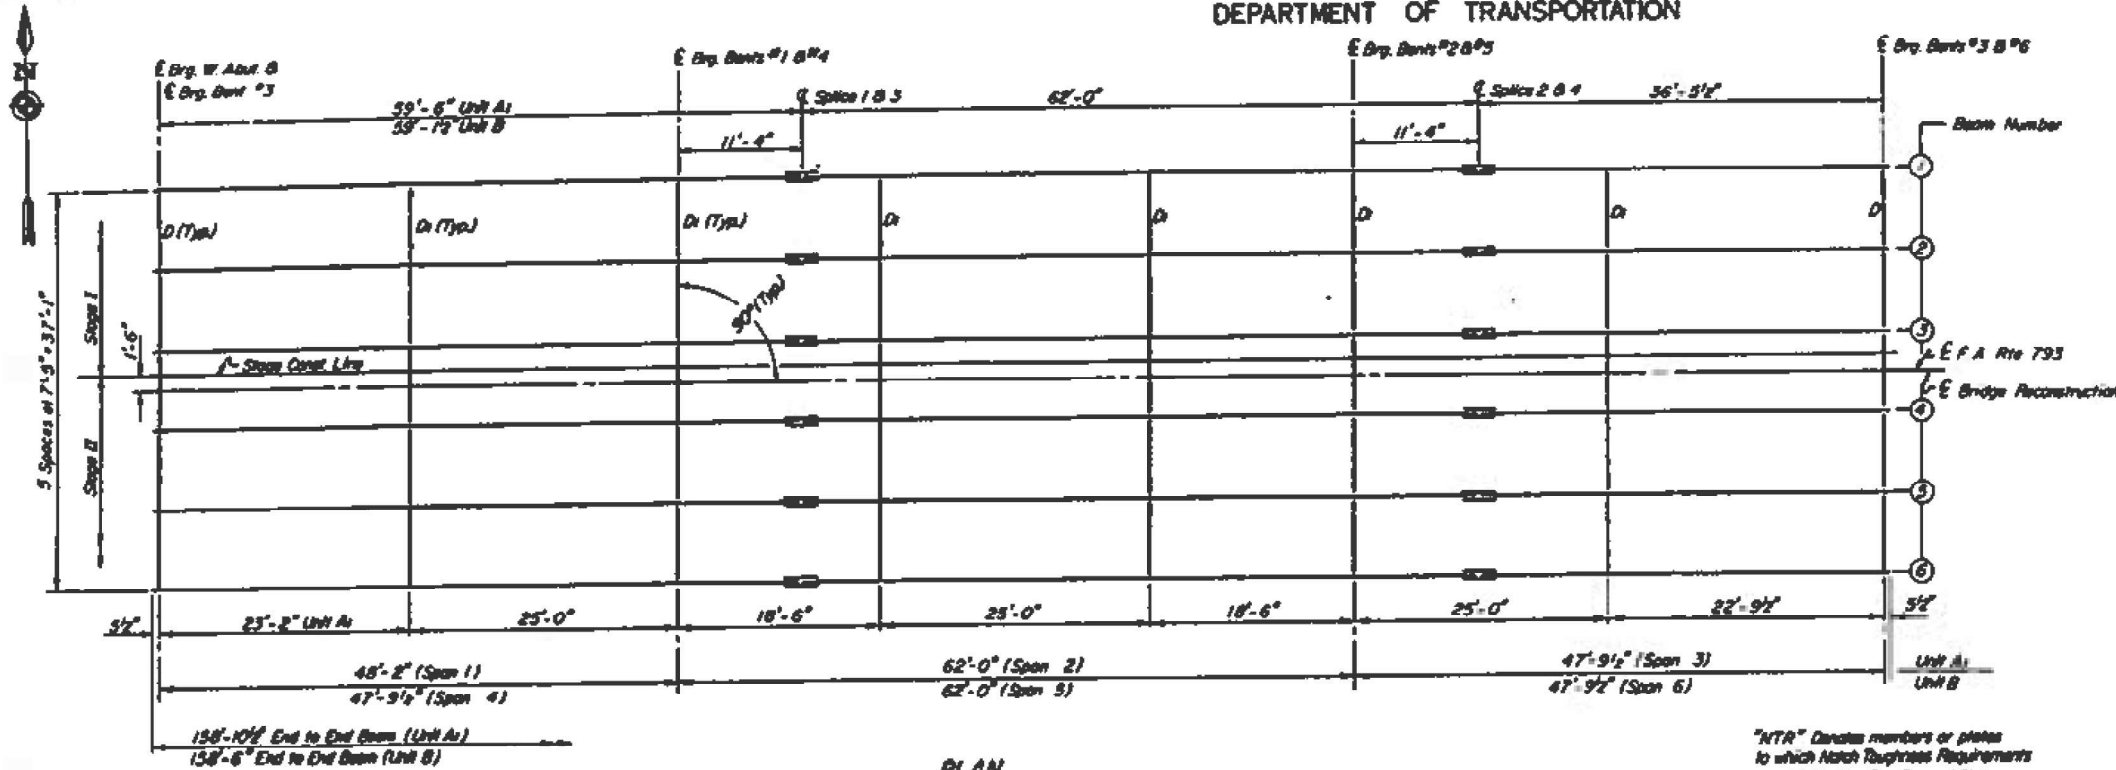 DEPARTMENT OF TRANSPORTATION
N
℄ Brg. W. Abut. &
℄ Brg. Bent #3
℄ Brg. Bents #1 & #4
℄ Brg. Bents #2 & #5
℄ Brg. Bents #3 & #6
59'-6" Unit A1
59'-1½" Unit B
℄ Splice 1 & 3
62'-0"
℄ Splice 2 & 4
36'-5½"
11'-4"
11'-4"
Beam Number
1
D (Typ.)
D1 (Typ.)
D1 (Typ.)
D1
D1
D1
D1
D
2
5 Spaces at 7'-5" = 37'-1"
Stage I
1'-6"
90° (Typ.)
3
Stage Const. Line
℄ F A Rte 793
℄ Bridge Reconstruction
4
Stage II
5
6
5½"
23'-2" Unit A1
25'-0"
18'-6"
25'-0"
18'-6"
25'-0"
22'-9½"
5½"
48'-2" (Span 1)
47'-9½" (Span 4)
62'-0" (Span 2)
62'-0" (Span 5)
47'-9½" (Span 3)
47'-9½" (Span 6)
Unit A1
Unit B
158'-10½" End to End Beam (Unit A1)
158'-6" End to End Beam (Unit B)
PLAN
"NTR" Denotes members or plates
to which Notch Toughness Requirements